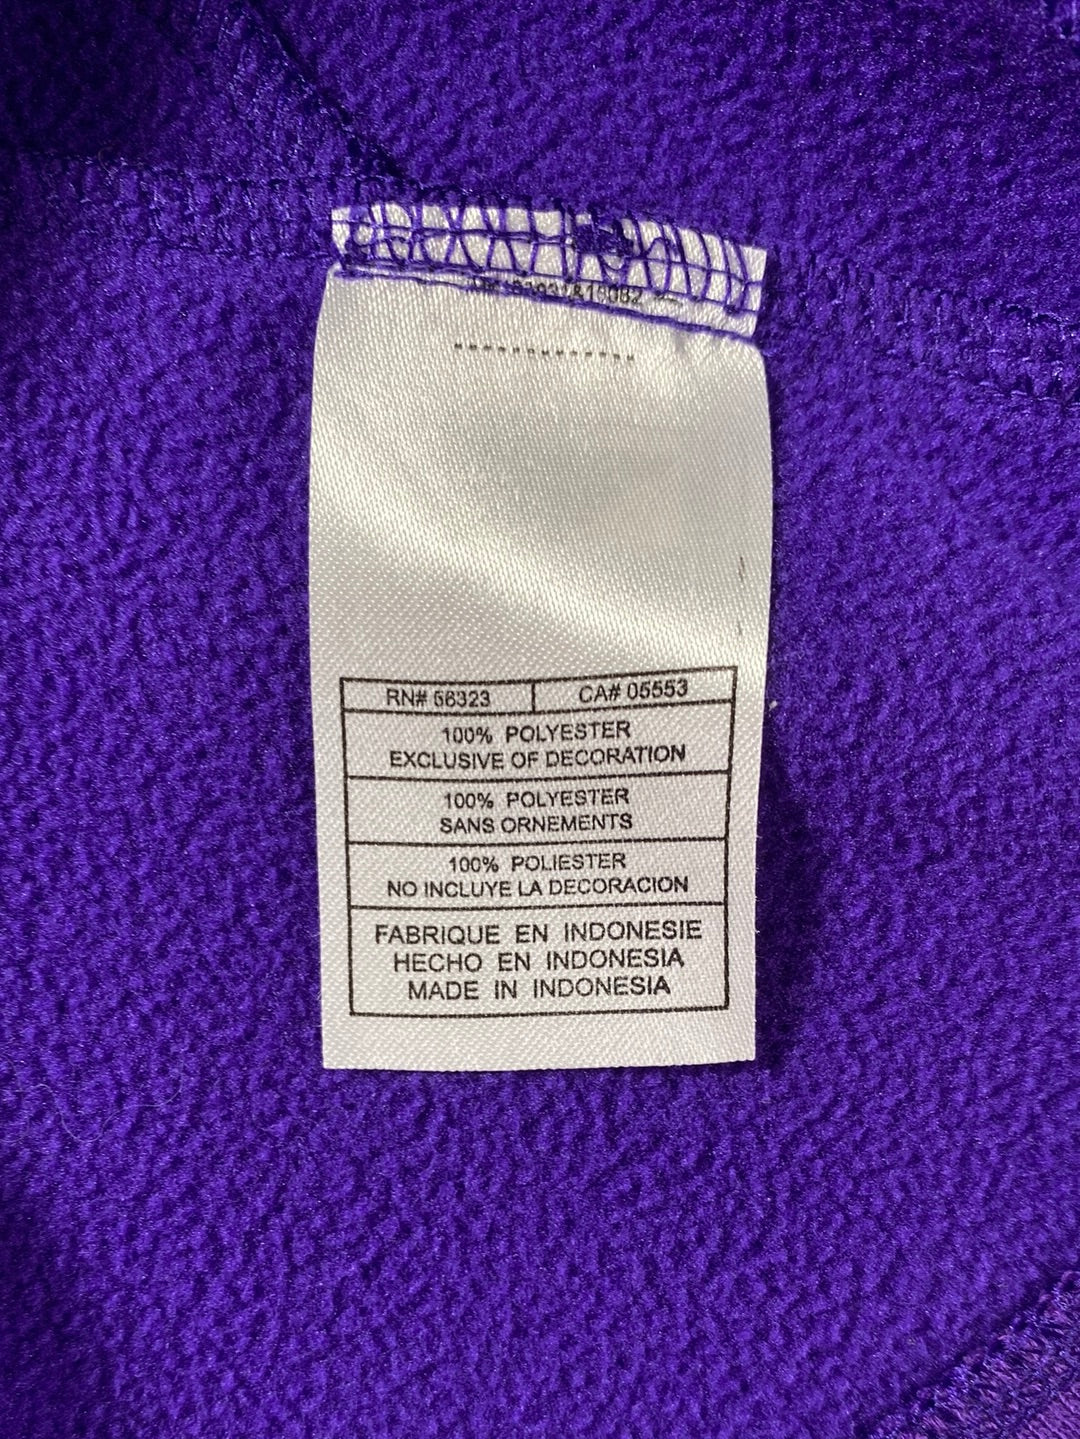 RN# 56323 CA# 05553
100% POLYESTER
EXCLUSIVE OF DECORATION
100% POLYESTER
SANS ORNEMENTS
100% POLIESTER
NO INCLUYE LA DECORACION
FABRIQUE EN INDONESIE
HECHO EN INDONESIA
MADE IN INDONESIA